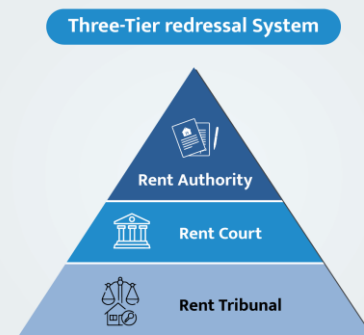 Three-Tier redressal System
Rent Authority
Rent Court
Rent Tribunal